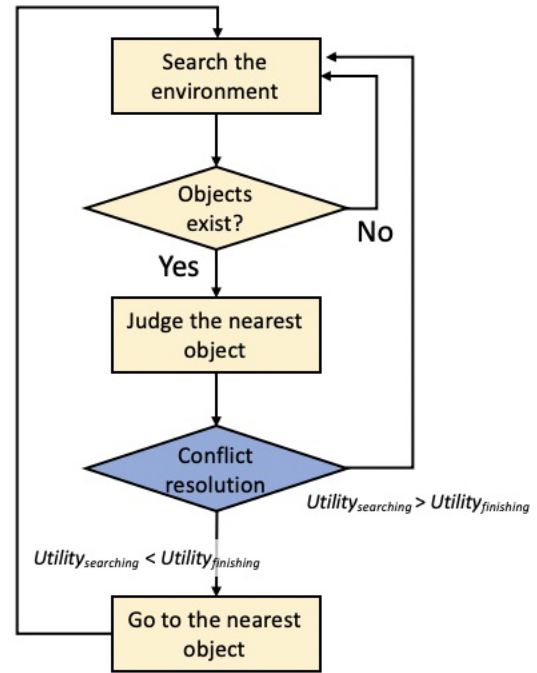 Search the
environment
Objects
exist?
No
Yes
Judge the nearest
object
Conflict
resolution
Utilitysearching > Utilityfinishing
Utilitysearching < Utilityfinishing
Go to the nearest
object